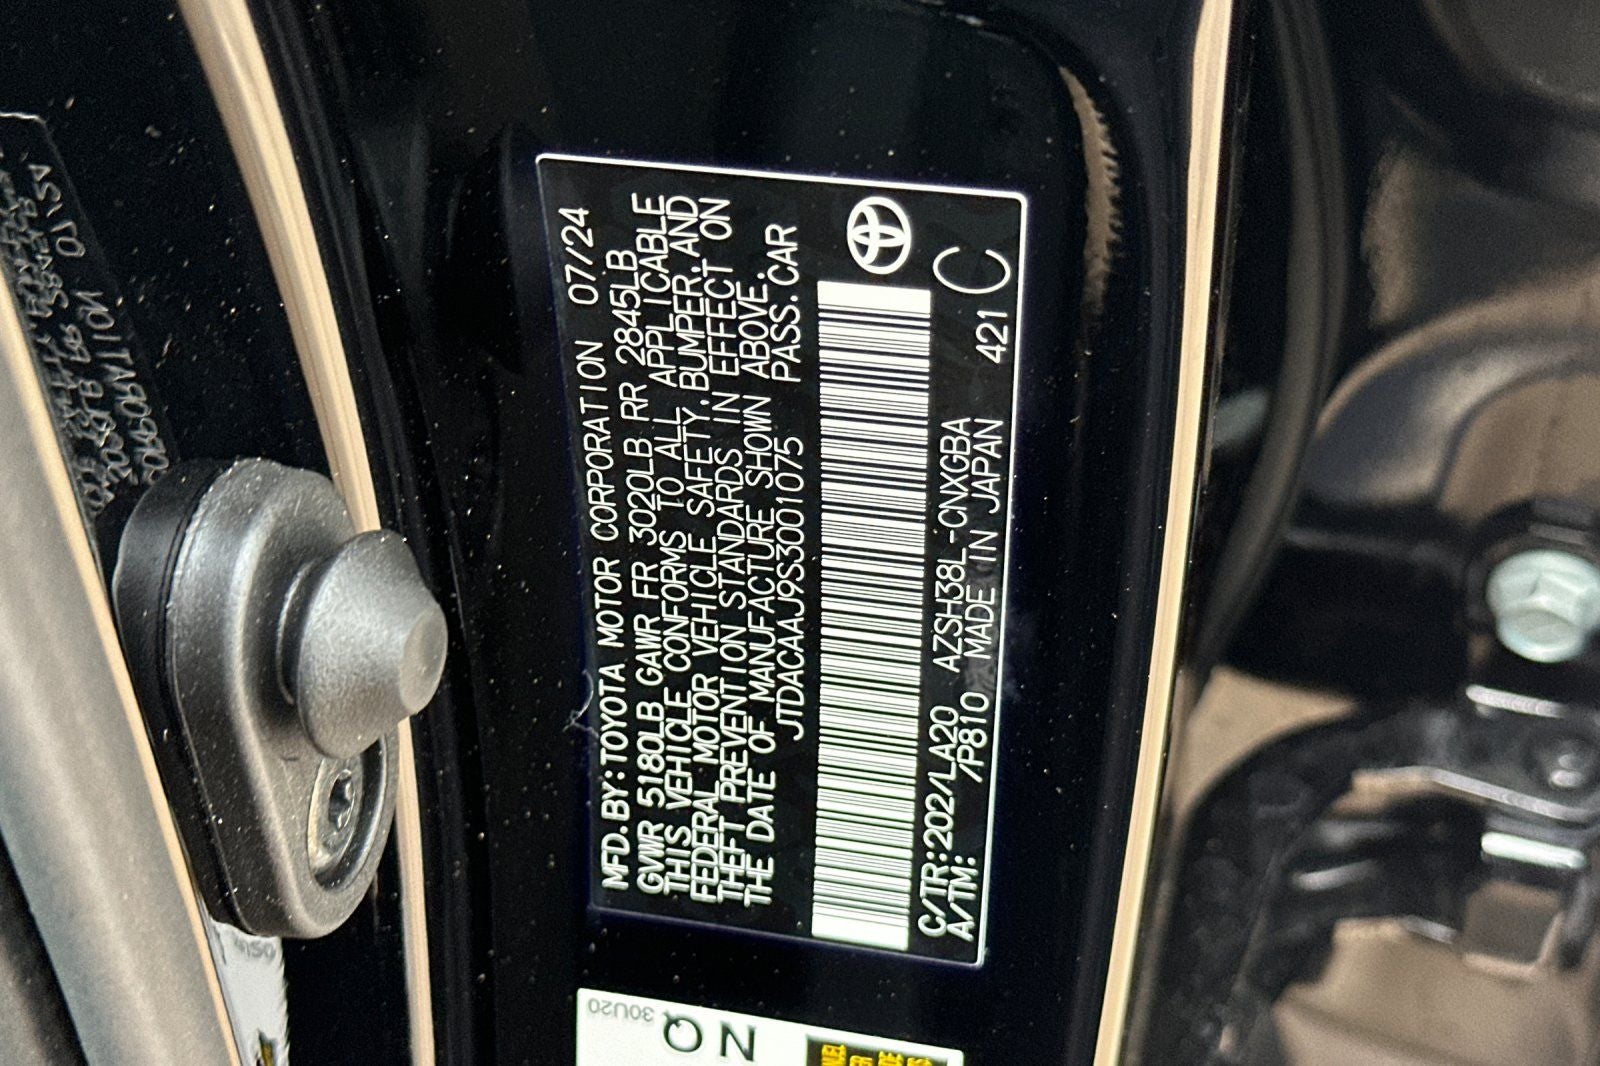 MFD.BY:TOYOTA MOTOR CORPORATION 07/24
GVWR 5180LB GAWR FR 3020LB RR 2845LB
THIS VEHICLE CONFORMS TO ALL APPLICABLE
FEDERAL MOTOR VEHICLE SAFETY,BUMPER,AND
THEFT PREVENTION STANDARDS IN EFFECT ON
THE DATE OF MANUFACTURE SHOWN ABOVE.
JTDACAAJ9S3001075 PASS.CAR
C/TR:202/LA20 AZSH38L-CNXGBA
A/TM: /P810 MADE IN JAPAN 421 C
30U20
NQ